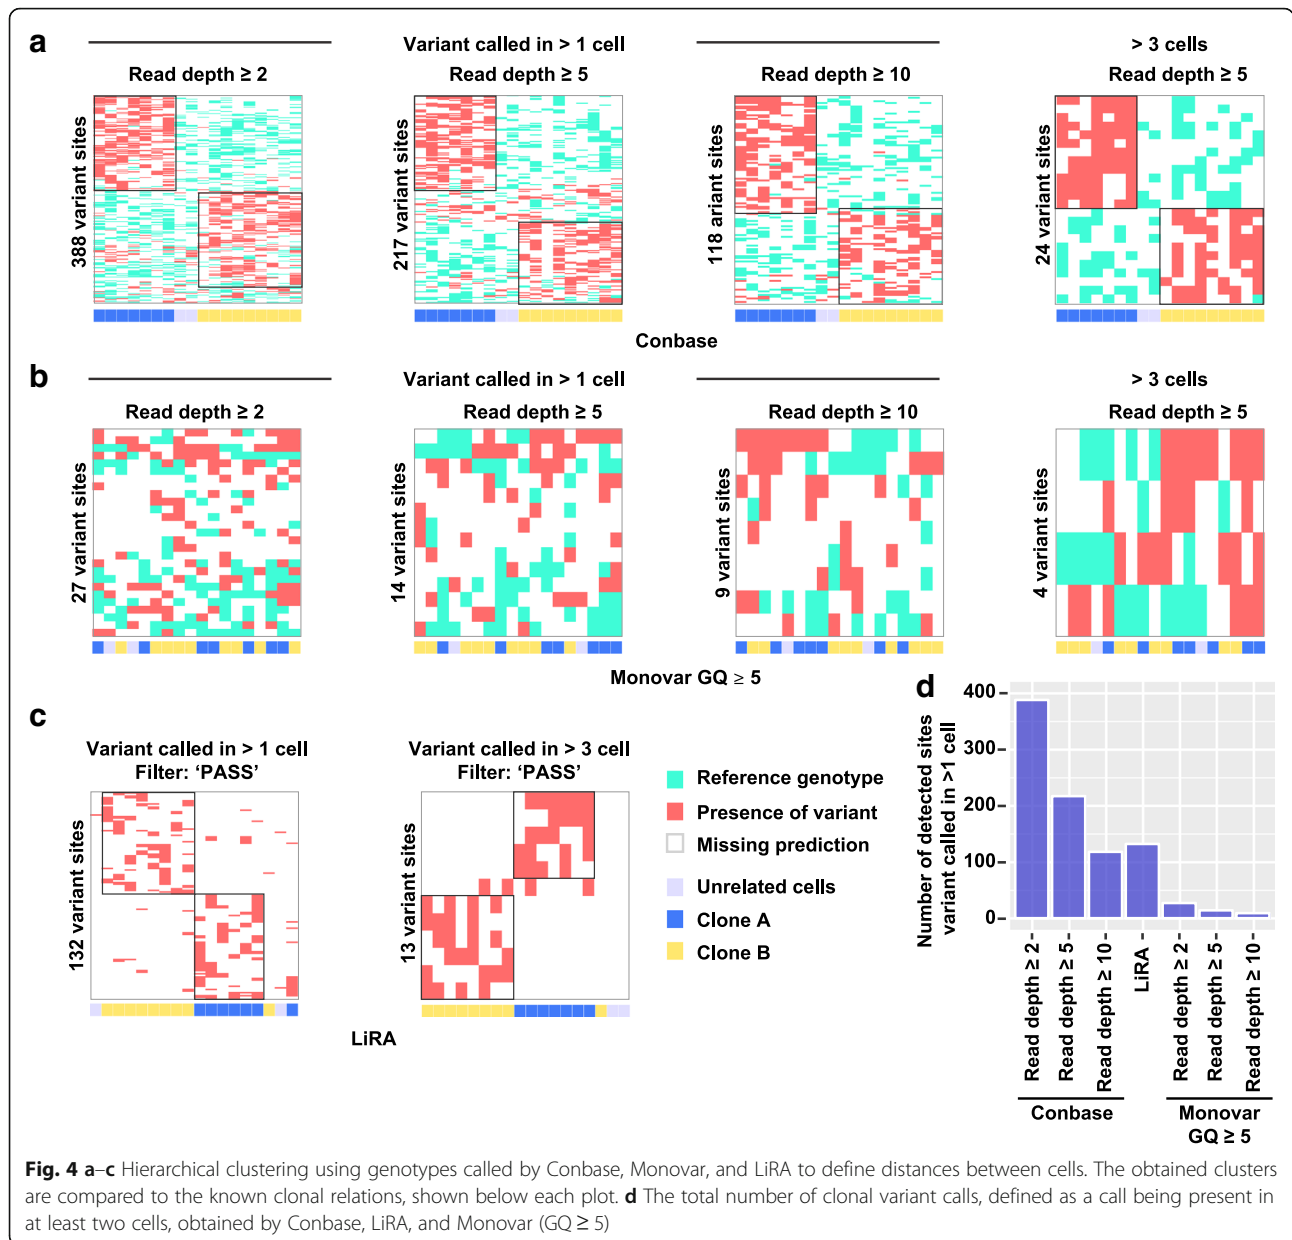 a
Variant called in > 1 cell
> 3 cells
Read depth ≥ 2
Read depth ≥ 5
Read depth ≥ 10
Read depth ≥ 5
388 variant sites
217 variant sites
118 ariant sites
24 variant sites
Conbase
b
Variant called in > 1 cell
> 3 cells
Read depth ≥ 2
Read depth ≥ 5
Read depth ≥ 10
Read depth ≥ 5
27 variant sites
14 variant sites
9 variant sites
4 variant sites
Monovar GQ ≥ 5
c
Variant called in > 1 cell
Filter: ‘PASS’
Variant called in > 3 cell
Filter: ‘PASS’
132 variant sites
13 variant sites
LiRA
Reference genotype
Presence of variant
Missing prediction
Unrelated cells
Clone A
Clone B
d
Number of detected sites
variant called in >1 cell
400
300
200
100
0
Read depth ≥ 2
Read depth ≥ 5
Read depth ≥ 10
LiRA
Read depth ≥ 2
Read depth ≥ 5
Read depth ≥ 10
Conbase
Monovar
GQ ≥ 5
Fig. 4 a–c Hierarchical clustering using genotypes called by Conbase, Monovar, and LiRA to define distances between cells. The obtained clusters
are compared to the known clonal relations, shown below each plot. d The total number of clonal variant calls, defined as a call being present in
at least two cells, obtained by Conbase, LiRA, and Monovar (GQ ≥ 5)